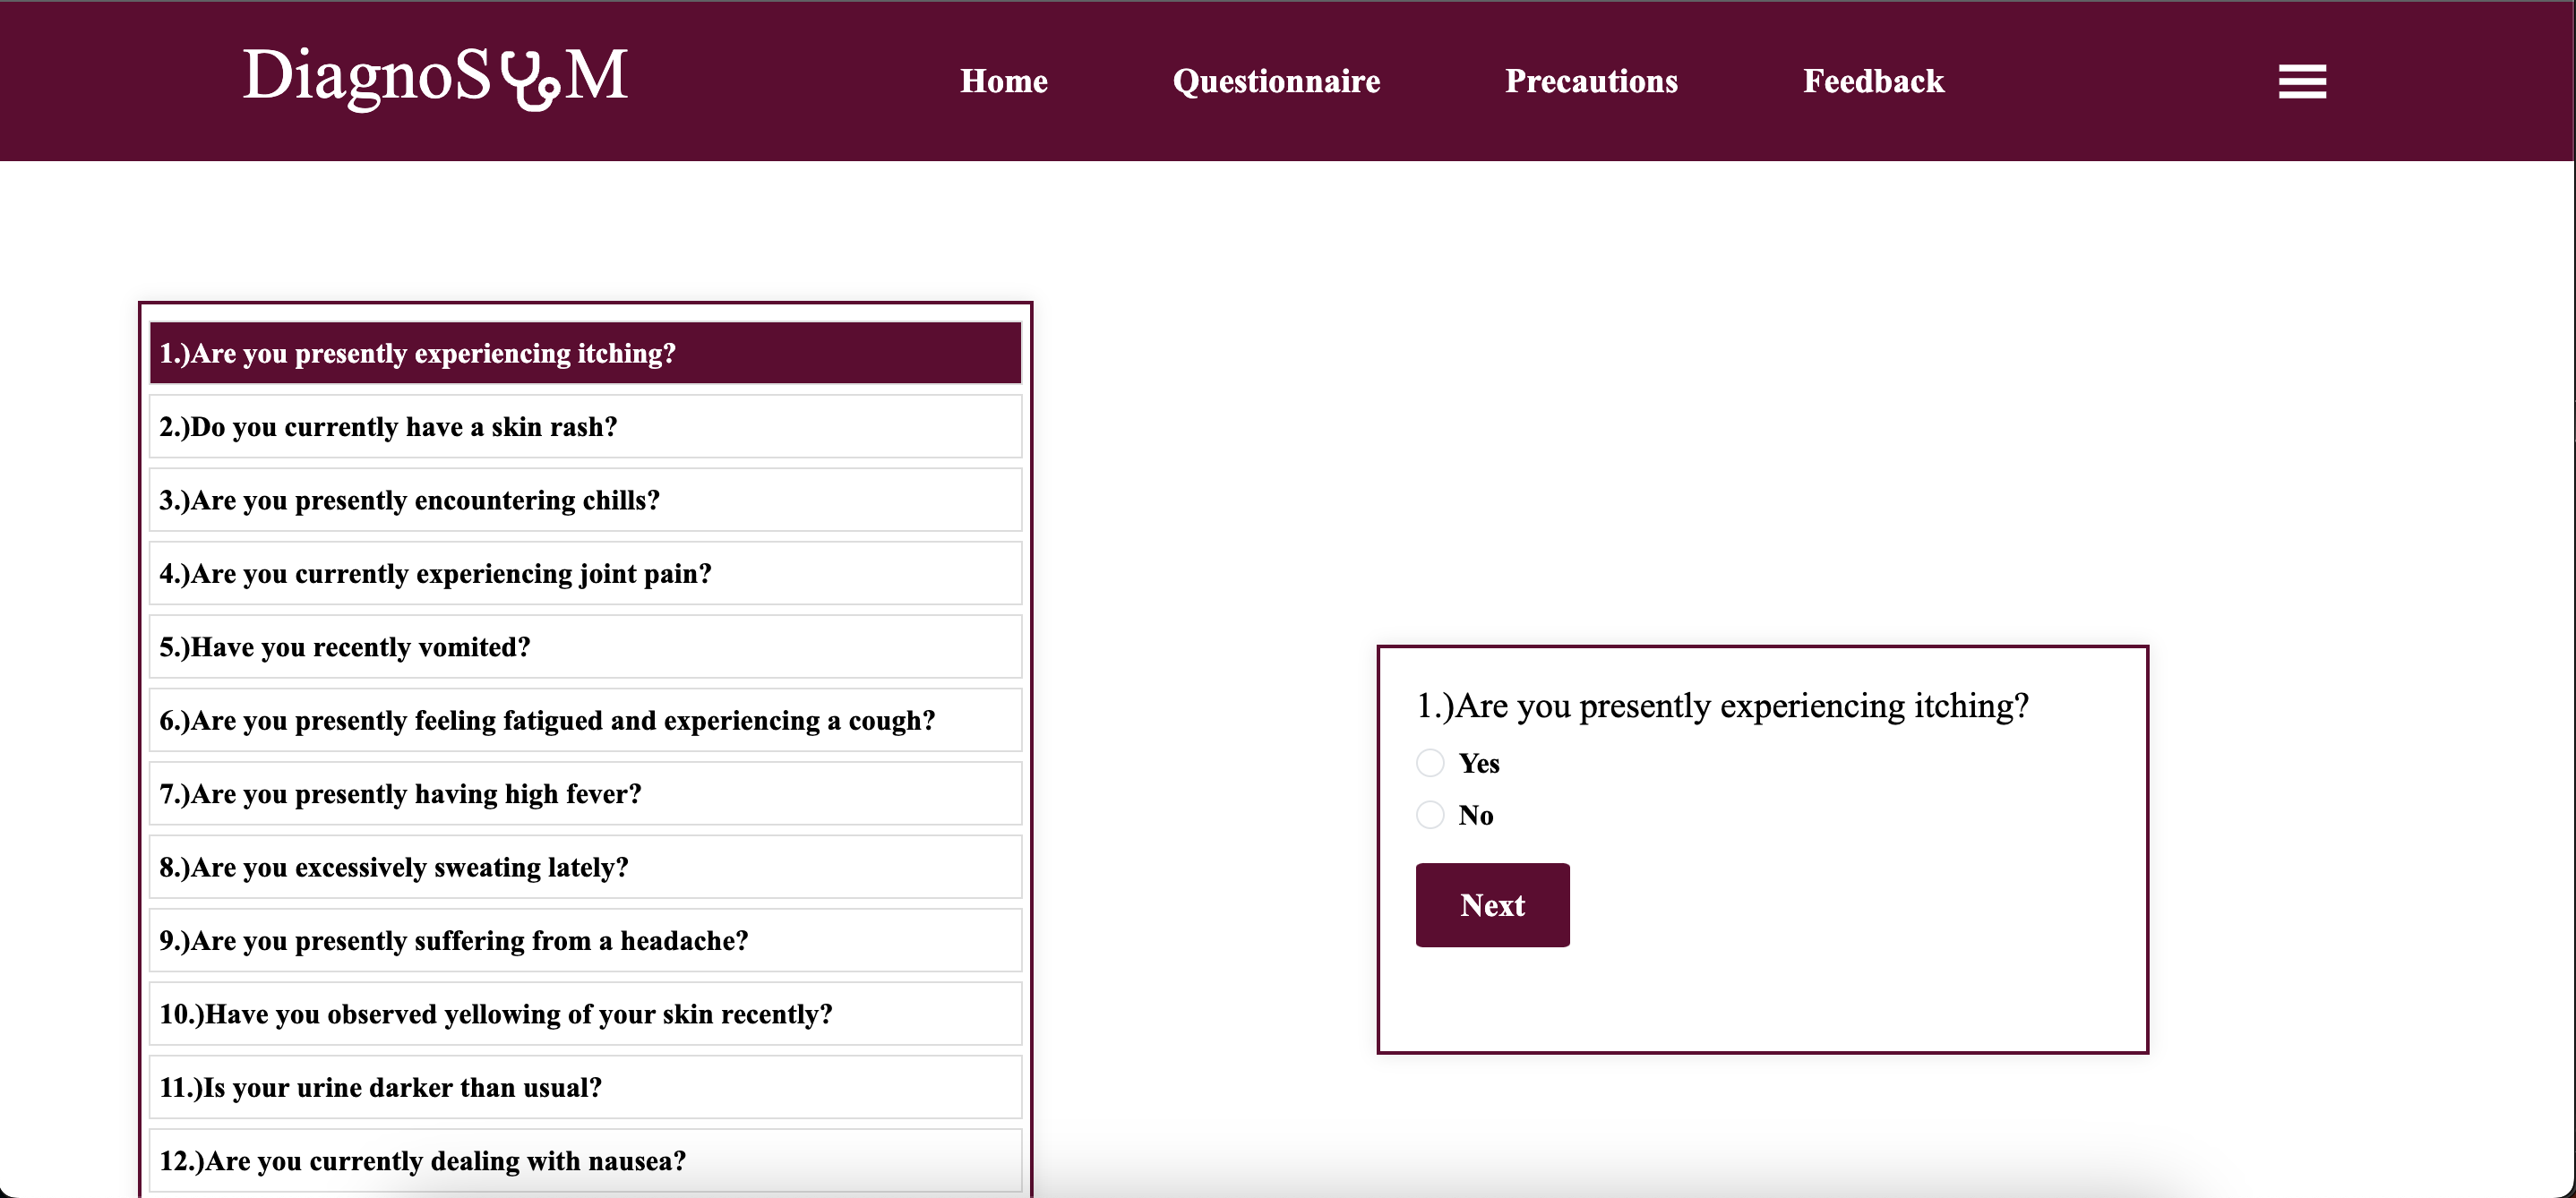 DiagnoSYM
Home Questionnaire Precautions Feedback
1.)Are you presently experiencing itching?
2.)Do you currently have a skin rash?
3.)Are you presently encountering chills?
4.)Are you currently experiencing joint pain?
5.)Have you recently vomited?
6.)Are you presently feeling fatigued and experiencing a cough?
7.)Are you presently having high fever?
8.)Are you excessively sweating lately?
9.)Are you presently suffering from a headache?
10.)Have you observed yellowing of your skin recently?
11.)Is your urine darker than usual?
12.)Are you currently dealing with nausea?
1.)Are you presently experiencing itching?
Yes
No
Next